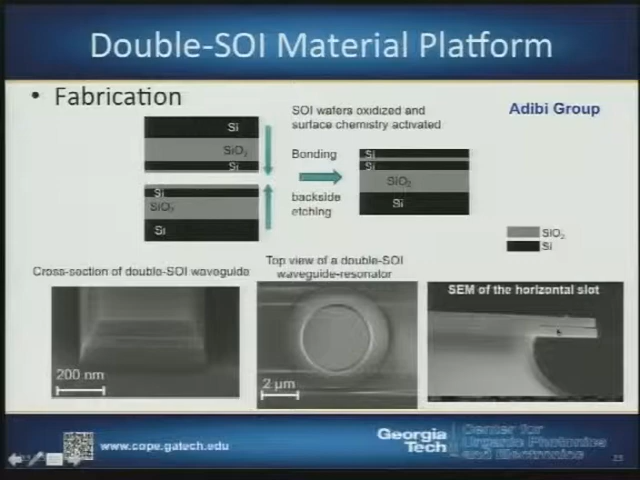 Double-SOI Material Platform
• Fabrication
SOI wafers oxidized and
surface chemistry activated
Adibi Group
Si
SiO2
Si
Si
SiO2
Si
Bonding
backside
etching
Si
Si
SiO2
Si
SiO2
Si
Cross-section of double-SOI waveguide
Top view of a double-SOI
waveguide-resonator
SEM of the horizontal slot
200 nm
2 µm
www.cope.gatech.edu
Georgia
Tech
Center for
Organic Photonics
and Electronics
23